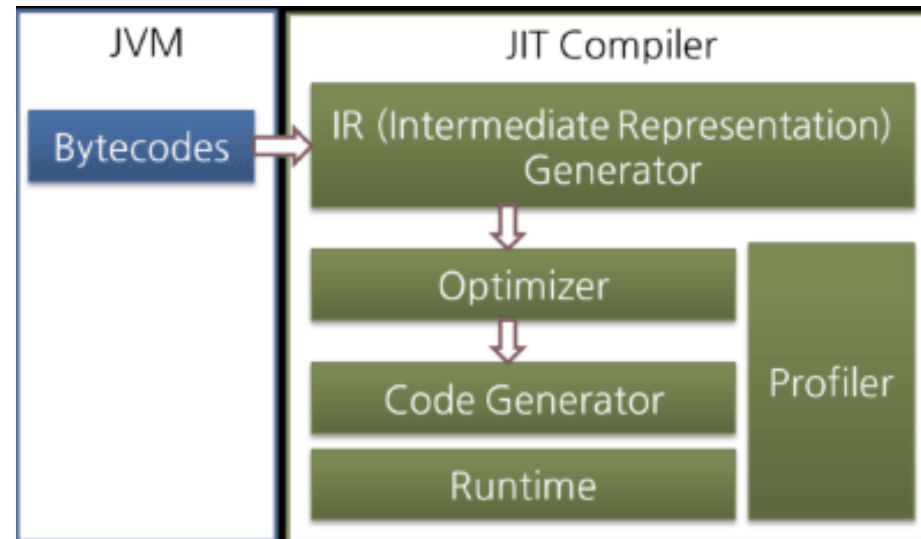 JVM
JIT Compiler
Bytecodes
IR (Intermediate Representation)
Generator
Optimizer
Code Generator
Profiler
Runtime